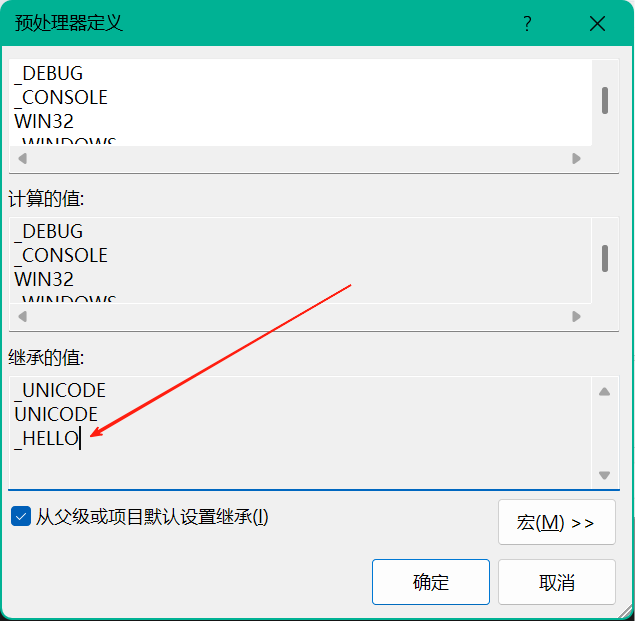 预处理器定义
?
_DEBUG
_CONSOLE
WIN32
_WINDOWS
计算的值:
_DEBUG
_CONSOLE
WIN32
_WINDOWS
继承的值:
_UNICODE
UNICODE
_HELLO
从父级或项目默认设置继承(I)
宏(M) >>
确定
取消